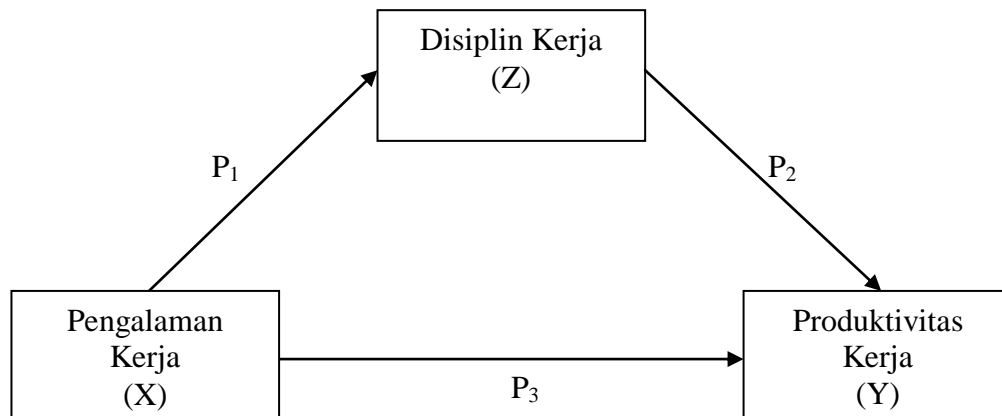 Disiplin Kerja
(Z)
P₁
P₂
Pengalaman
Kerja
(X)
P₃
Produktivitas
Kerja
(Y)